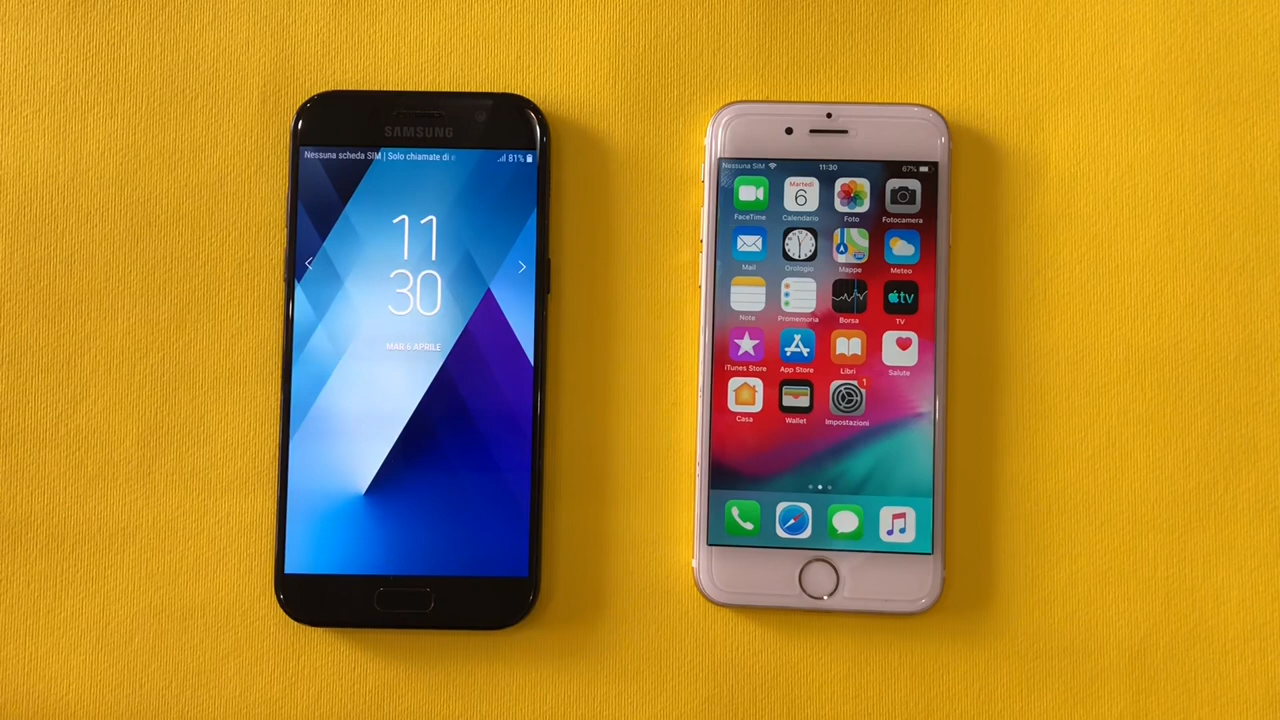 SAMSUNG
Nessuna scheda SIM | Solo chiamate di e
81%
11
30
MAR 6 APRILE
Nessuna SIM 11:30 67%
Martedì
6
FaceTime Calendario Foto Fotocamera
Mail Orologio Mappe Meteo
tv
Note Promemoria Borsa TV
iTunes Store App Store Libri Salute
1
Casa Wallet Impostazioni